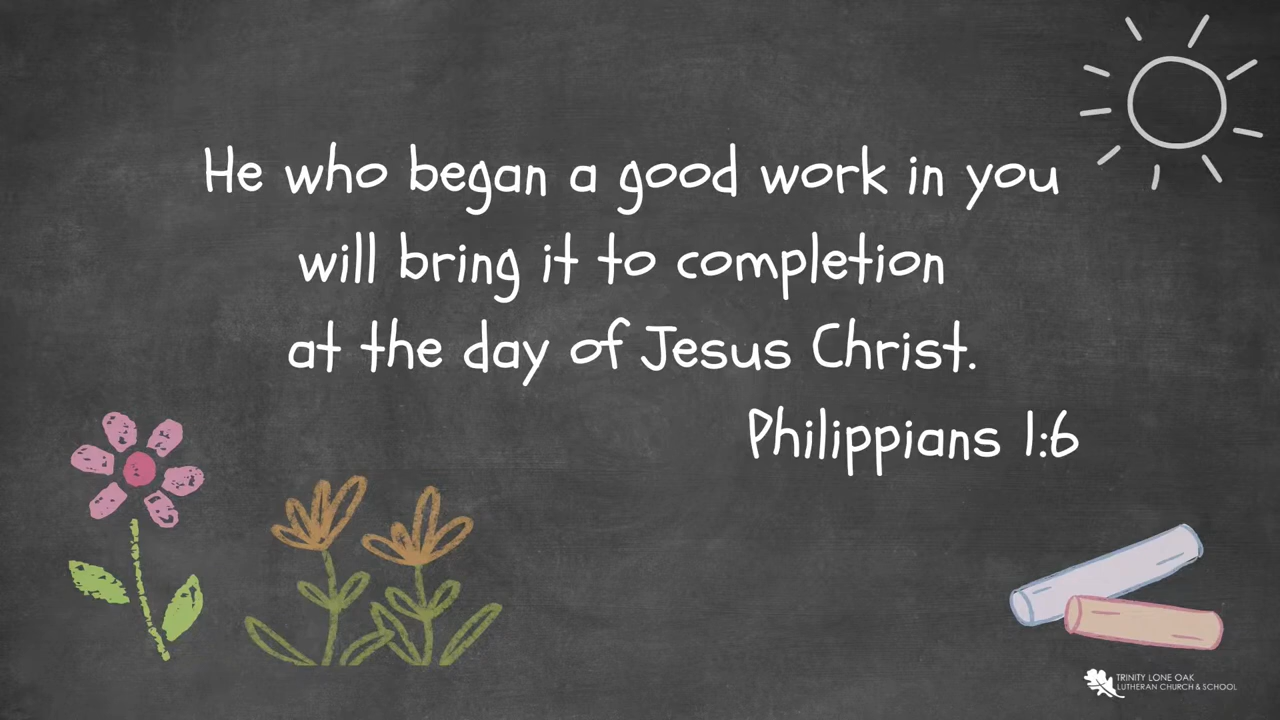 He who began a good work in you
will bring it to completion
at the day of Jesus Christ.
Philippians 1:6
TRINITY LONE OAK
LUTHERAN CHURCH & SCHOOL